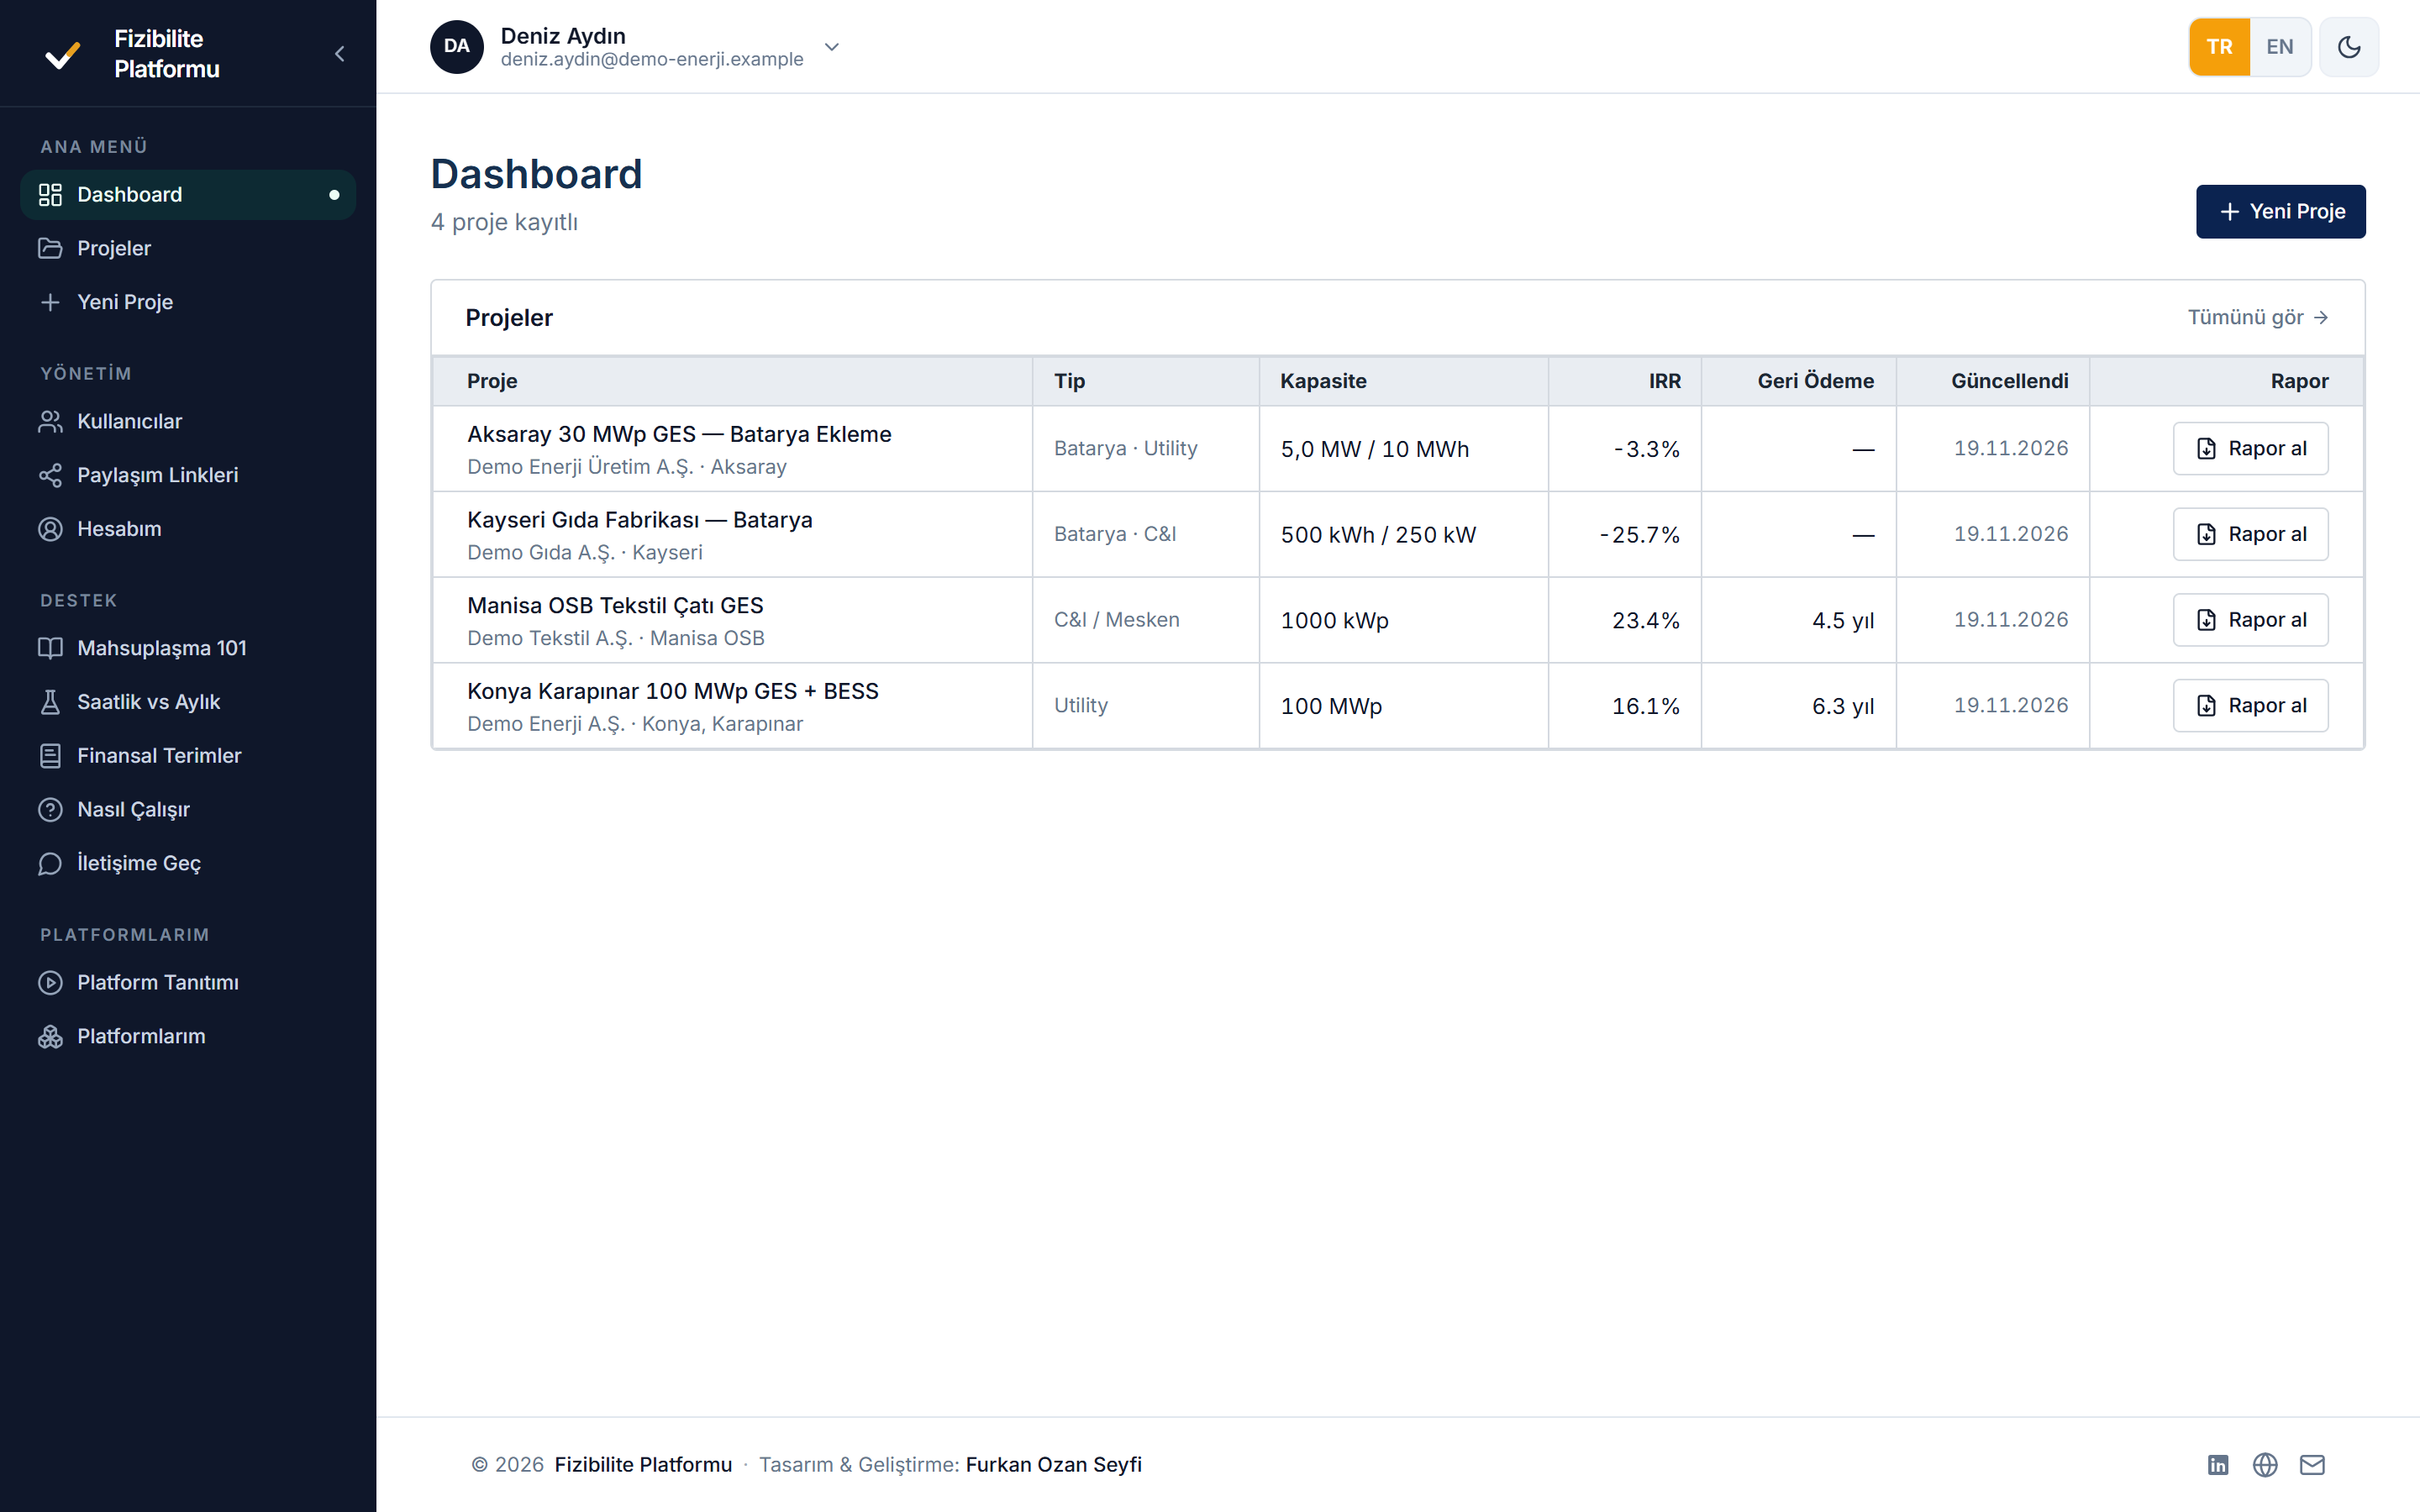 Fizibilite
Platformu
ANA MENÜ
Dashboard
Projeler
Yeni Proje
YÖNETİM
Kullanıcılar
Paylaşım Linkleri
Hesabım
DESTEK
Mahsuplaşma 101
Saatlik vs Aylık
Finansal Terimler
Nasıl Çalışır
İletişime Geç
PLATFORMLARIM
Platform Tanıtımı
Platformlarım
DA
Deniz Aydın
deniz.aydin@demo-enerji.example
TR EN
Dashboard
4 proje kayıtlı
Yeni Proje
Projeler
Tümünü gör →
Proje Tip Kapasite IRR Geri Ödeme Güncellendi Rapor
Aksaray 30 MWp GES — Batarya Ekleme
Demo Enerji Üretim A.Ş. · Aksaray
Batarya · Utility 5,0 MW / 10 MWh -3.3% — 19.11.2026 Rapor al
Kayseri Gıda Fabrikası — Batarya
Demo Gıda A.Ş. · Kayseri
Batarya · C&I 500 kWh / 250 kW -25.7% — 19.11.2026 Rapor al
Manisa OSB Tekstil Çatı GES
Demo Tekstil A.Ş. · Manisa OSB
C&I / Mesken 1000 kWp 23.4% 4.5 yıl 19.11.2026 Rapor al
Konya Karapınar 100 MWp GES + BESS
Demo Enerji A.Ş. · Konya, Karapınar
Utility 100 MWp 16.1% 6.3 yıl 19.11.2026 Rapor al
© 2026 Fizibilite Platformu · Tasarım & Geliştirme: Furkan Ozan Seyfi
in